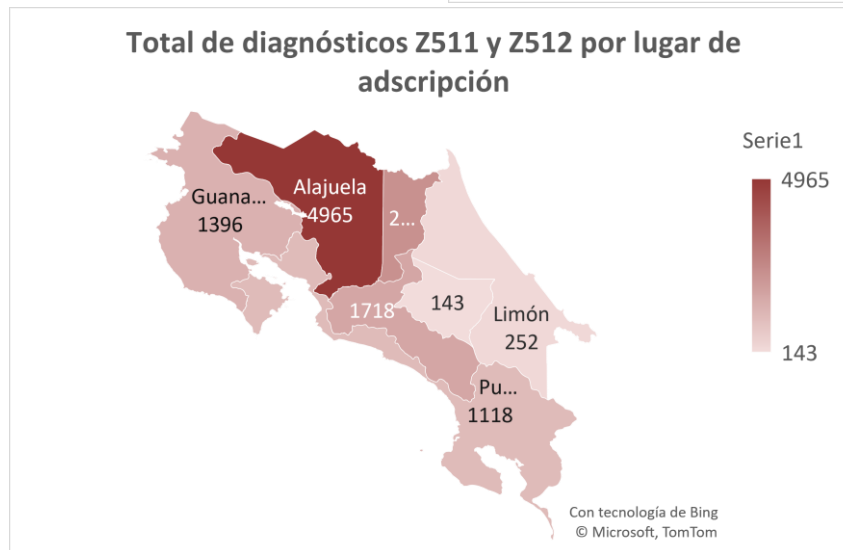 Total de diagnósticos Z511 y Z512 por lugar de
adscripción
Serie1
4965
143
Guana...
1396
Alajuela
4965
2...
1718
143
Limón
252
Pu...
1118
Con tecnología de Bing
© Microsoft, TomTom